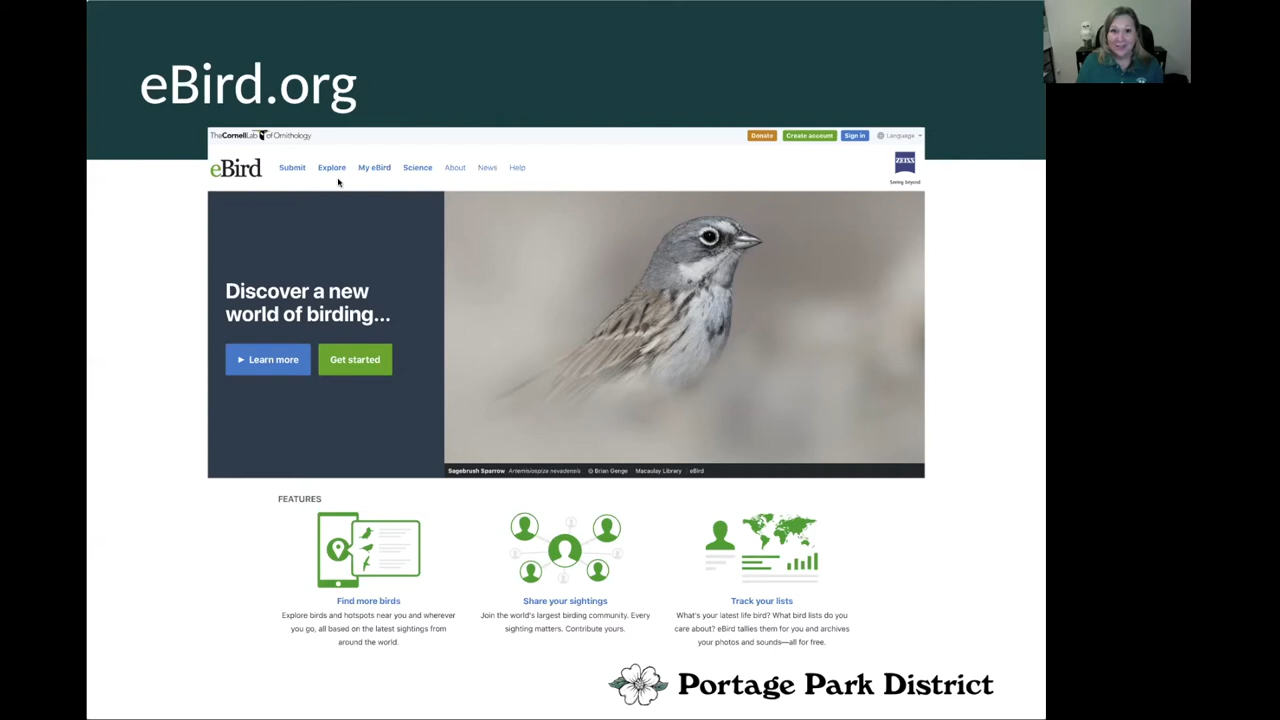 eBird.org
TheCornellLab of Ornithology
Donate Create account Sign in Language
eBird Submit Explore My eBird Science About News Help
ZEISS
Seeing beyond
Discover a new
world of birding...
Learn more Get started
Sagebrush Sparrow Artemisiospiza nevadensis © Brian Genge Macaulay Library eBird
FEATURES
Find more birds
Explore birds and hotspots near you and wherever
you go, all based on the latest sightings from
around the world.
Share your sightings
Join the world's largest birding community. Every
sighting matters. Contribute yours.
Track your lists
What's your latest life bird? What bird lists do you
care about? eBird tallies them for you and archives
your photos and sounds—all for free.
Portage Park District